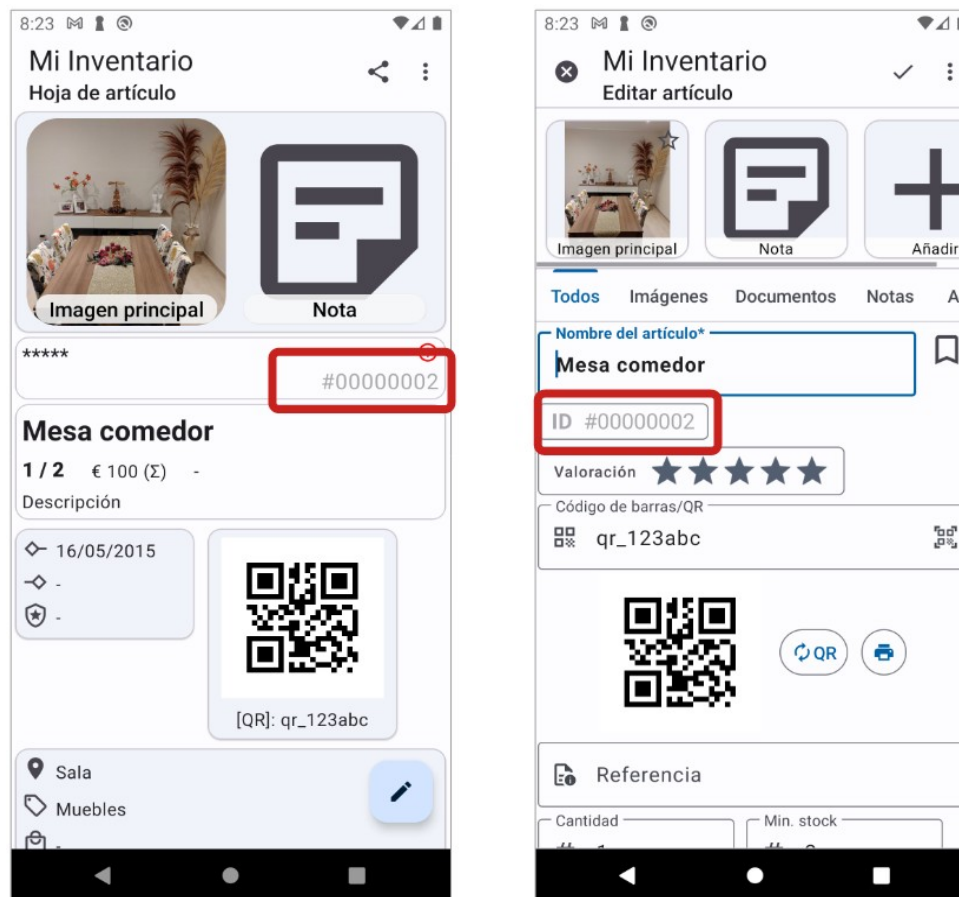 8:23
Mi Inventario
Hoja de artículo
Imagen principal
Nota
*****
#00000002
Mesa comedor
1 / 2 € 100 (Σ) -
Descripción
16/05/2015
-
-
[QR]: qr_123abc
Sala
Muebles
-
8:23
Mi Inventario
Editar artículo
Imagen principal
Nota
Añadir
Todos Imágenes Documentos Notas A
Nombre del artículo*
Mesa comedor
ID #00000002
Valoración
Código de barras/QR
qr_123abc
QR
Referencia
Cantidad Min. stock